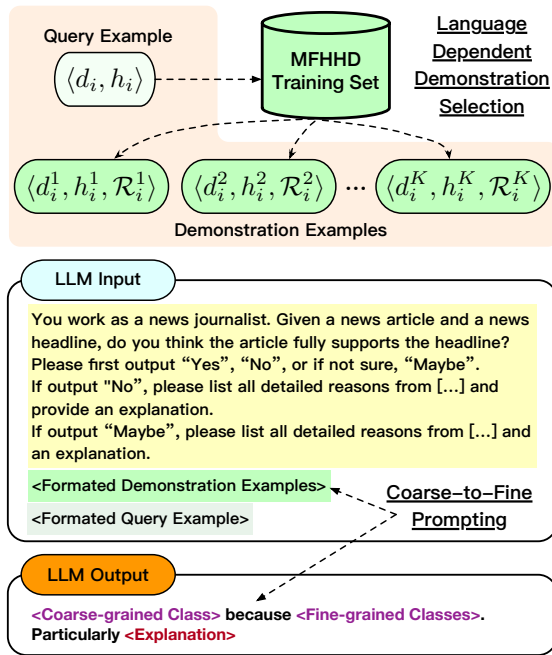 Query Example
⟨d_i, h_i⟩
MFHHD
Training Set
Language
Dependent
Demonstration
Selection
⟨d_i^1, h_i^1, ℛ_i^1⟩ ⟨d_i^2, h_i^2, ℛ_i^2⟩ ... ⟨d_i^K, h_i^K, ℛ_i^K⟩
Demonstration Examples
LLM Input
You work as a news journalist. Given a news article and a news
headline, do you think the article fully supports the headline?
Please first output “Yes”, “No”, or if not sure, “Maybe”.
If output "No”, please list all detailed reasons from [...] and
provide an explanation.
If output “Maybe”, please list all detailed reasons from [...] and
an explanation.
<Formated Demonstration Examples>
<Formated Query Example>
Coarse-to-Fine
Prompting
LLM Output
<Coarse-grained Class> because <Fine-grained Classes>.
Particularly <Explanation>